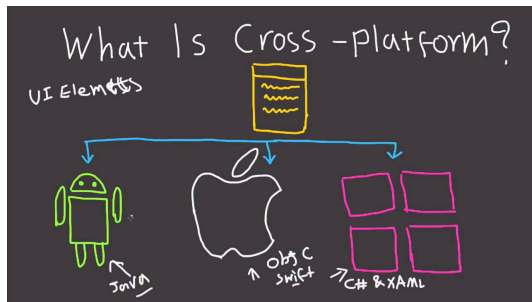 What Is Cross-Platform?
UI Elements
Java
Obj C
Swift
C# & XAML